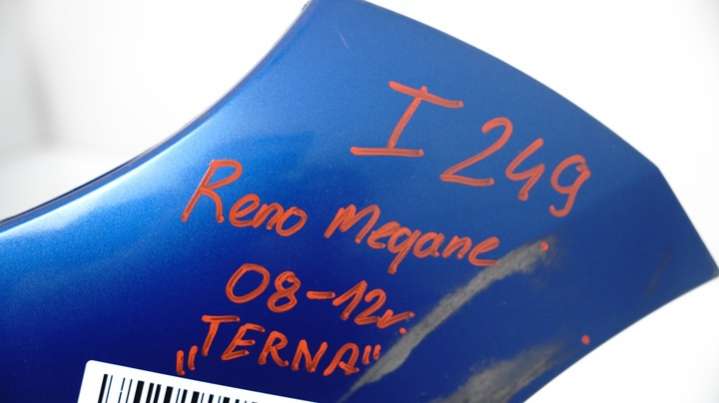 I 249
Reno Megane
08-12v.
„TERNA"